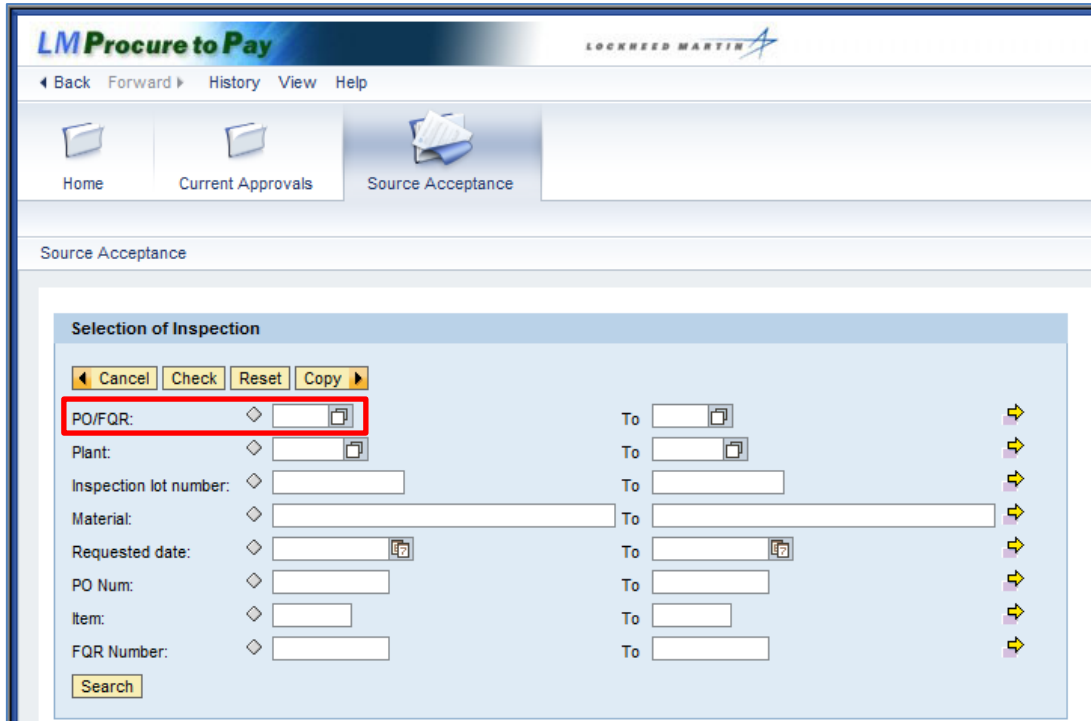 LM Procure to Pay LOCKHEED MARTIN
Back Forward History View Help
Home Current Approvals Source Acceptance
Source Acceptance
Selection of Inspection
Cancel Check Reset Copy
PO/FQR: To
Plant: To
Inspection lot number: To
Material: To
Requested date: To
PO Num: To
Item: To
FQR Number: To
Search